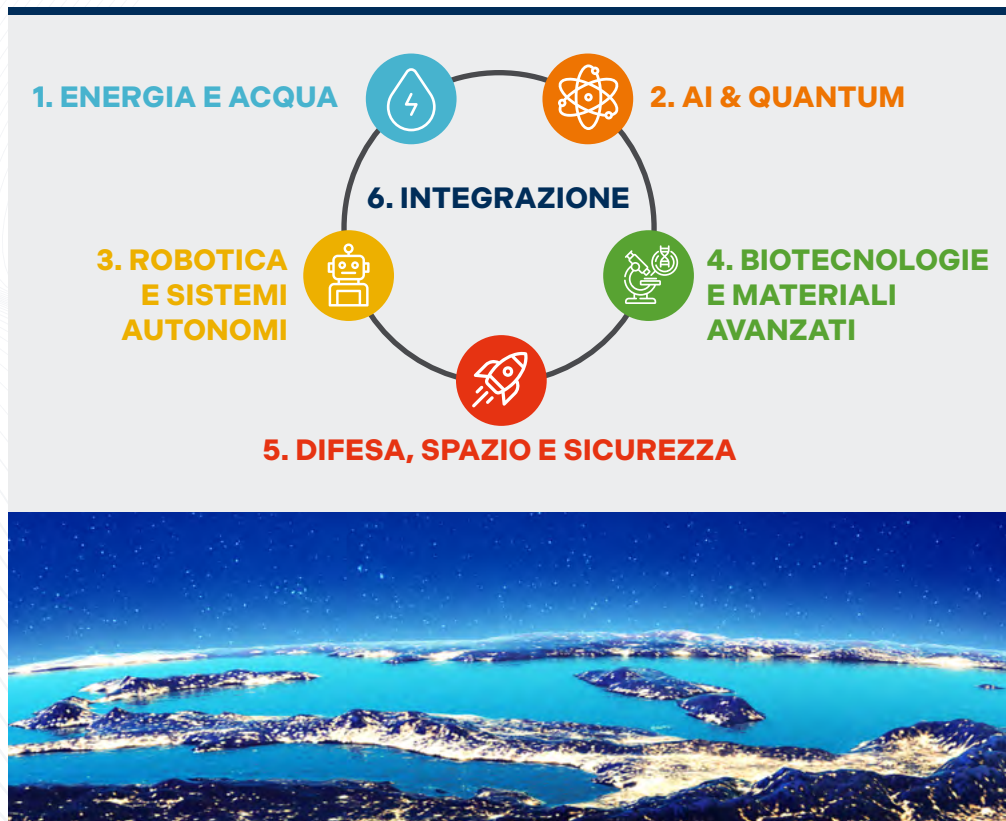 1. ENERGIA E ACQUA
2. AI & QUANTUM
6. INTEGRAZIONE
3. ROBOTICA
E SISTEMI
AUTONOMI
4. BIOTECNOLOGIE
E MATERIALI
AVANZATI
5. DIFESA, SPAZIO E SICUREZZA